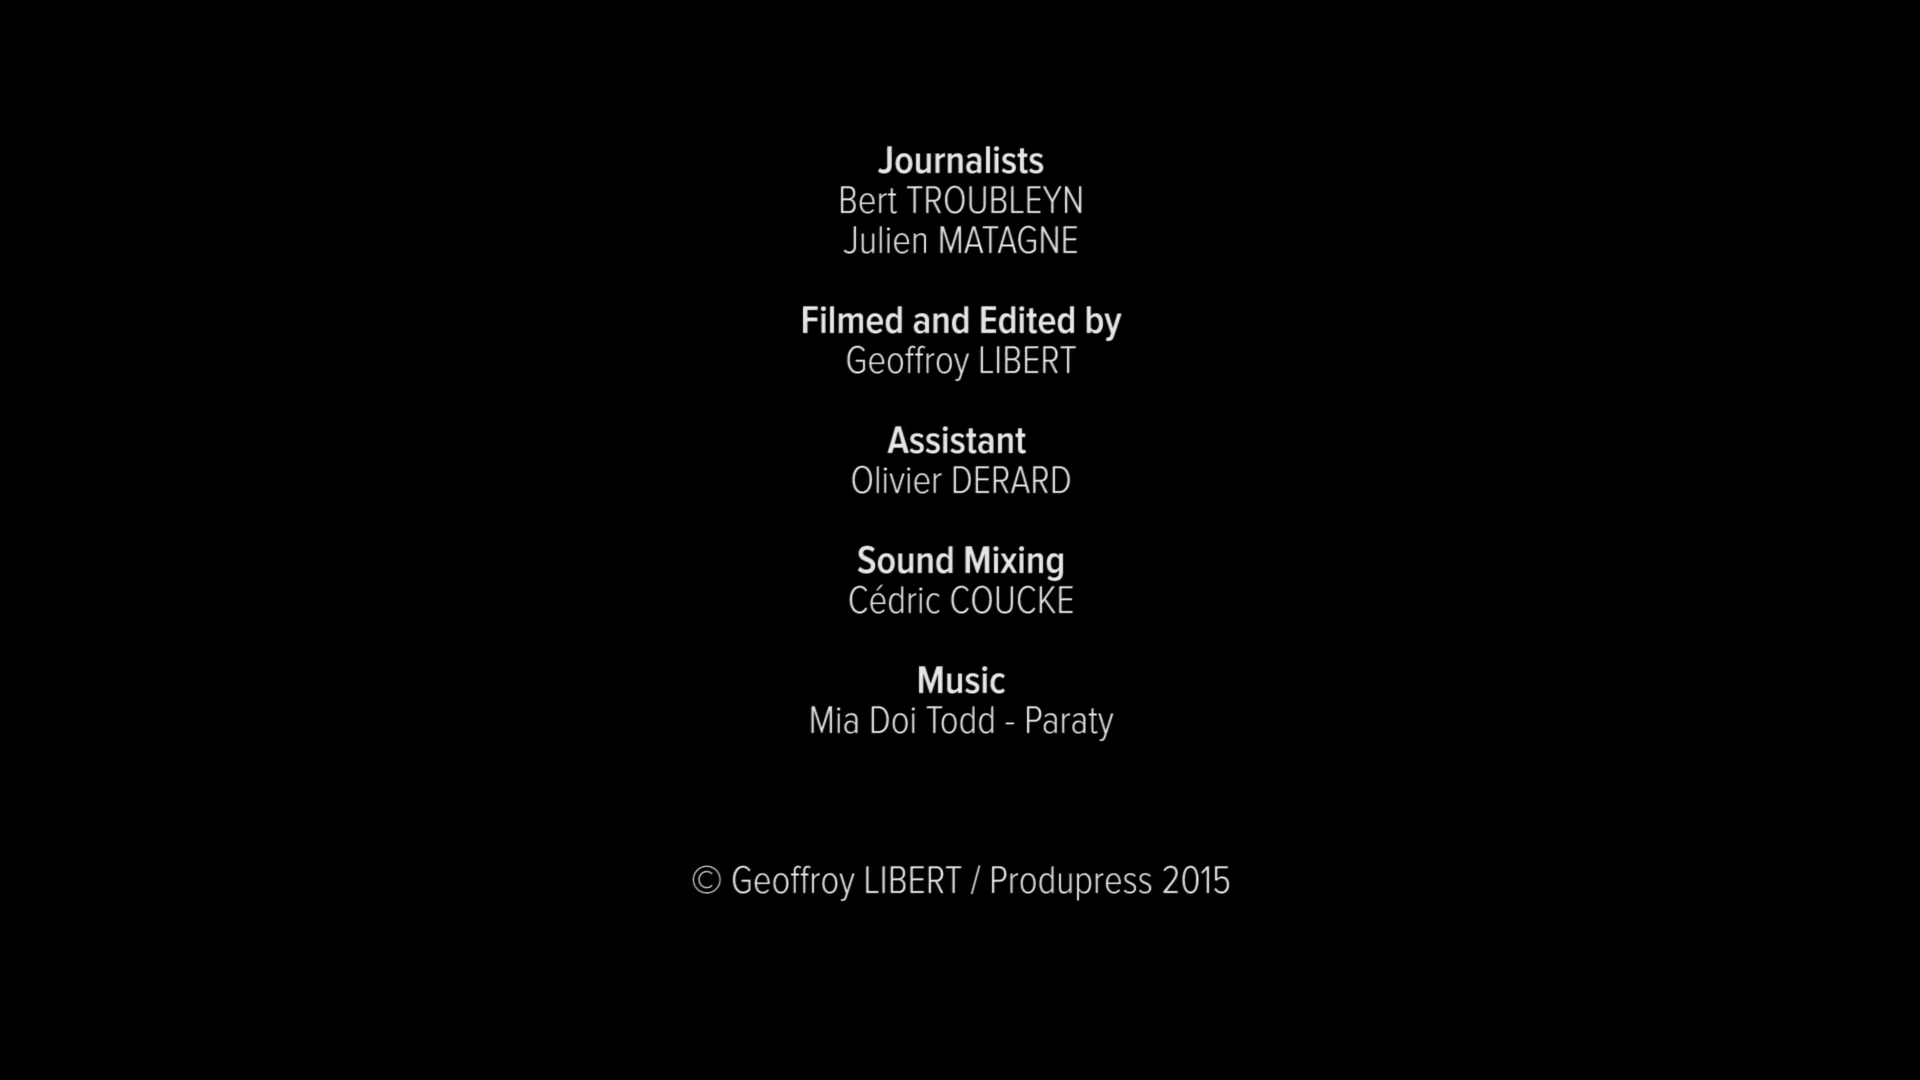 Journalists
Bert TROUBLEYN
Julien MATAGNE
Filmed and Edited by
Geoffroy LIBERT
Assistant
Olivier DERARD
Sound Mixing
Cédric COUCKE
Music
Mia Doi Todd - Paraty
© Geoffroy LIBERT / Produpress 2015